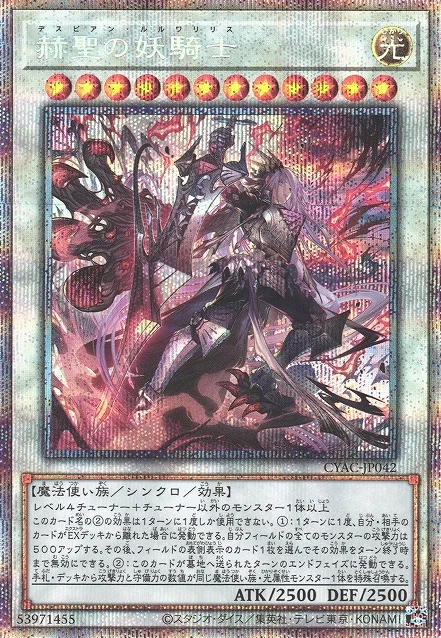 デスピアン・ルルワリリス
赫聖の妖騎士
光
CYAC-JP042
【魔法使い族／シンクロ／効果】
レベル4チューナー＋チューナー以外のモンスター1体以上
このカード名の②の効果は1ターンに1度しか使用できない。①：1ターンに1度、自分・相手
のカードがEXデッキから離れた場合に発動できる。自分フィールドの全てのモンスターの攻撃力は
500アップする。その後、フィールドの表側表示のカード1枚を選んでその効果をターン終了時
まで無効にできる。②：このカードが墓地へ送られたターンのエンドフェイズに発動できる。
手札・デッキから攻撃力と守備力の数値が同じ魔法使い族・光属性モンスター1体を特殊召喚する。
ATK/2500 DEF/2500
53971455
©スタジオ・ダイス/集英社・テレビ東京・KONAMI